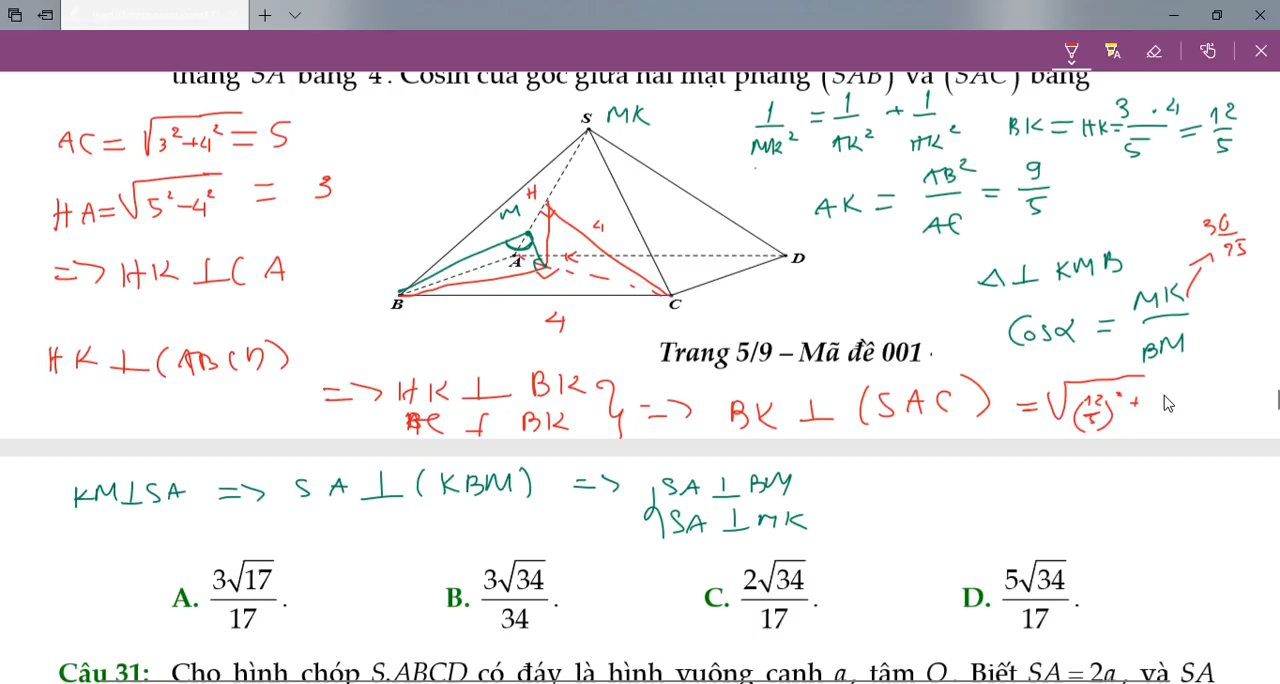 thẳng SA bằng 4. Côsin của góc giữa hai mặt phẳng (SAB) và (SAC) bằng
AC = √(3² + 4²) = 5
HA = √(5² - 4²) = 3
=> HK ⊥ ( A
HK ⊥ (ABCD)
S MK
H
M
4
A
K
D
B
C
4
1/MK² = 1/AK² + 1/HK²
BK = HK = 3 . 4 / 5 = 12/5
AK = AB²/AC = 9/5
Δ ⊥ KMB
36/25
Cosα = MK/BM
Trang 5/9 – Mã đề 001
=> HK ⊥ BK
AC ⊥ BK } => BK ⊥ (SAC) = √((12/5)² +
KM ⊥ SA => SA ⊥ (KBM) => { SA ⊥ BM
SA ⊥ MK
A. 3√17/17 . B. 3√34/34 . C. 2√34/17 . D. 5√34/17 .
Câu 31: Cho hình chóp S.ABCD có đáy là hình vuông cạnh a, tâm O. Biết SA = 2a, và SA